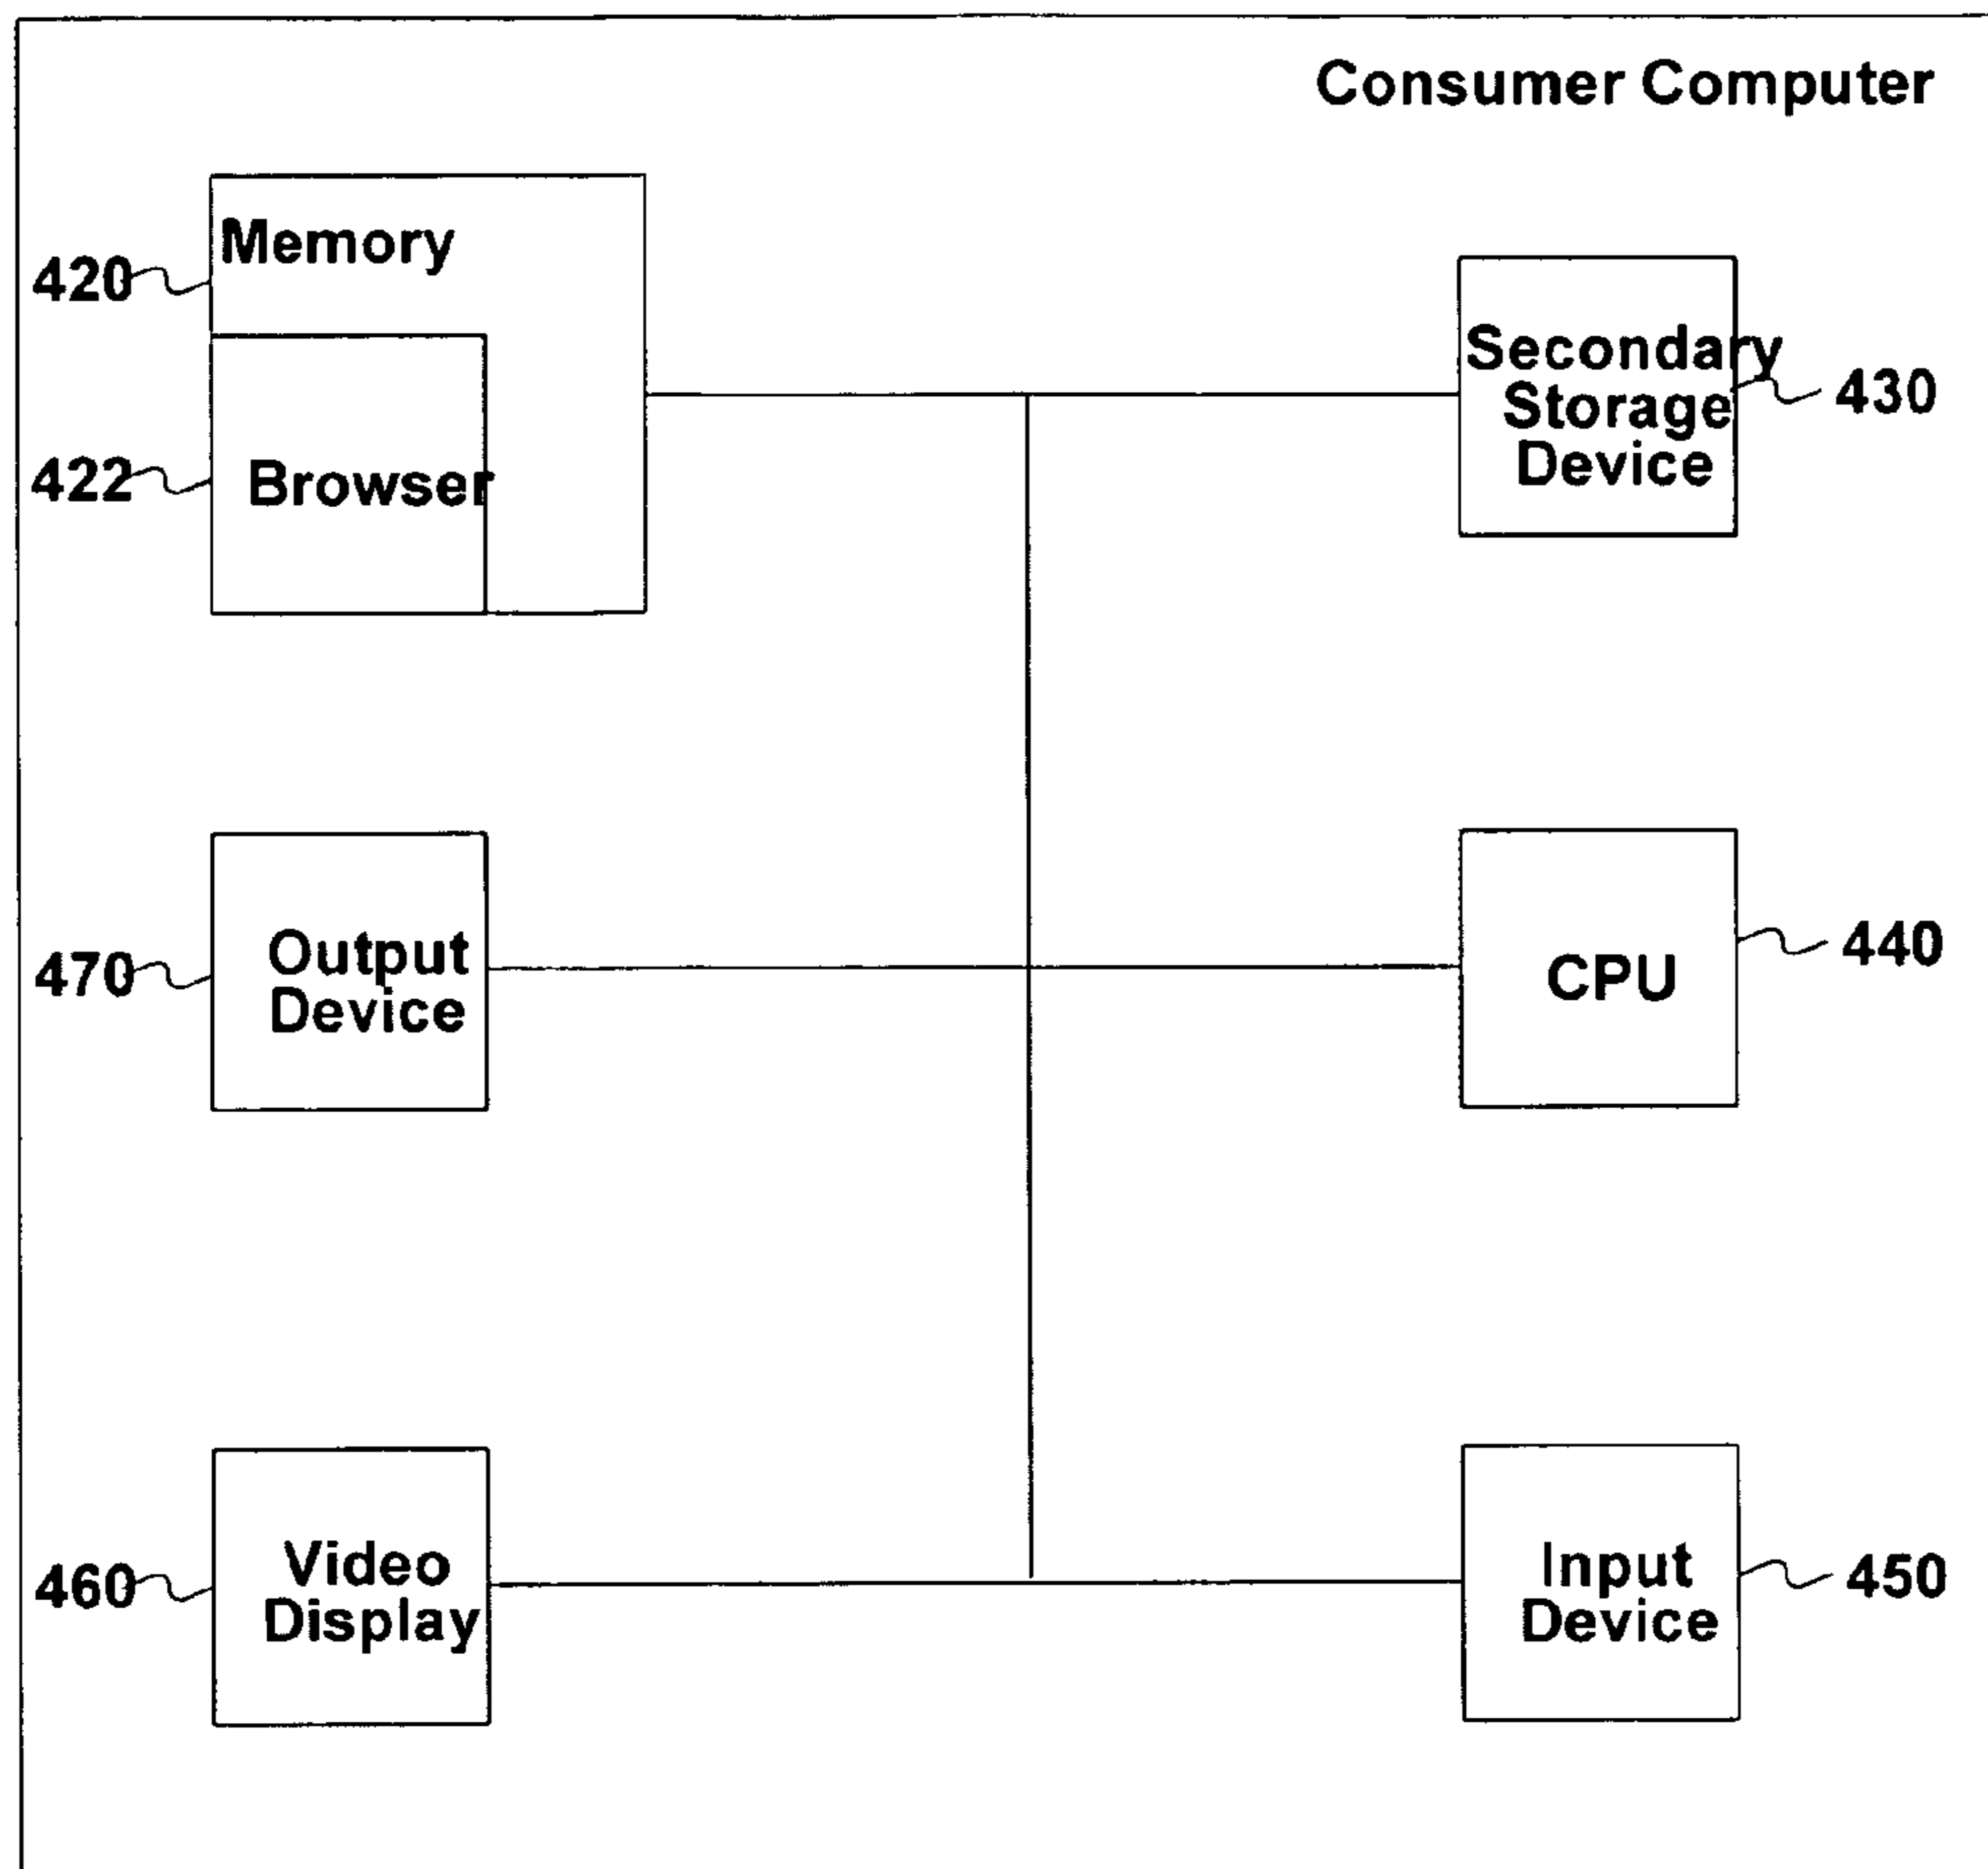 Consumer Computer
Memory
420
Secondary
Storage
Device
430
422
Browser
Output
Device
470
CPU
440
Video
Display
460
Input
Device
450